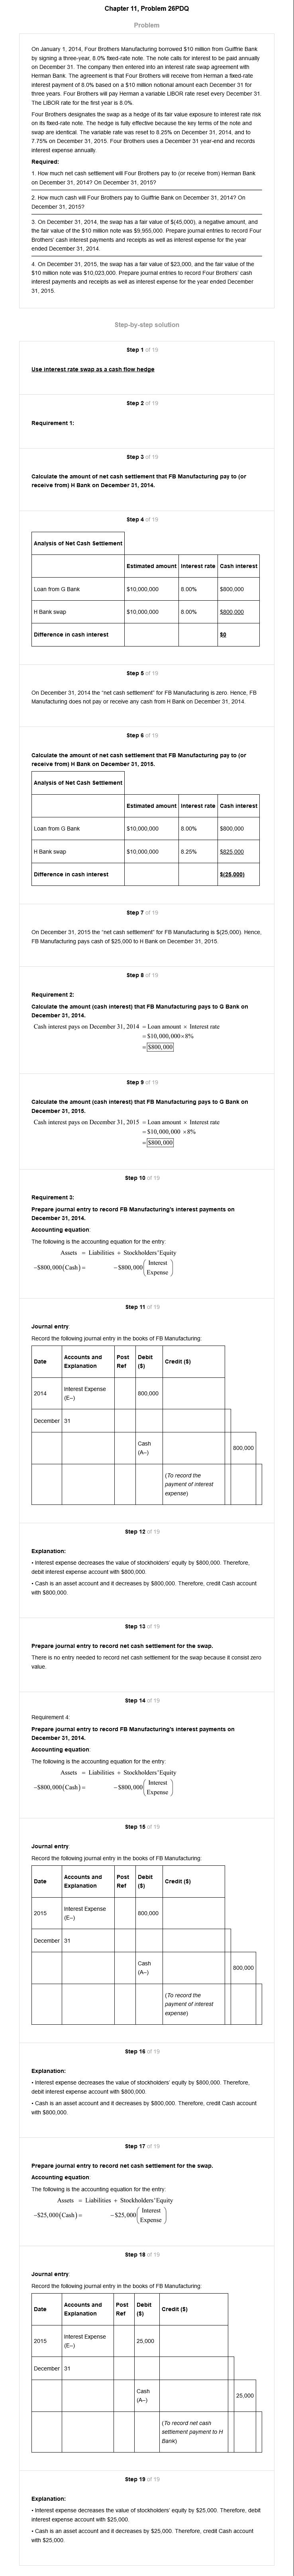 Chapter 11, Problem 26PDQ
Problem
On January 1, 2014, Four Brothers Manufacturing borrowed $10 million from Guiffrie Bank
by signing a three-year, 8.0% fixed-rate note. The note calls for interest to be paid annually
on December 31. The company then entered into an interest rate swap agreement with
Herman Bank. The agreement is that Four Brothers will receive from Herman a fixed-rate
interest payment of 8.0% based on a $10 million notional amount each December 31 for
three years. Four Brothers will pay Herman a variable LIBOR rate reset every December 31.
The LIBOR rate for the first year is 8.0%.
Four Brothers designates the swap as a hedge of its fair value exposure to interest rate risk
on its fixed-rate note. The hedge is fully effective because the key terms of the note and
swap are identical. The variable rate was reset to 8.25% on December 31, 2014, and to
7.75% on December 31, 2015. Four Brothers uses a December 31 year-end and records
interest expense annually.
Required:
1. How much net cash settlement will Four Brothers pay to (or receive from) Herman Bank
on December 31, 2014? On December 31, 2015?
2. How much cash will Four Brothers pay to Guiffrie Bank on December 31, 2014? On
December 31, 2015?
3. On December 31, 2014, the swap has a fair value of $(45,000), a negative amount, and
the fair value of the $10 million note was $9,955,000. Prepare journal entries to record Four
Brothers' cash interest payments and receipts as well as interest expense for the year
ended December 31, 2014.
4. On December 31, 2015, the swap has a fair value of $23,000, and the fair value of the
$10 million note was $10,023,000. Prepare journal entries to record Four Brothers' cash
interest payments and receipts as well as interest expense for the year ended December
31, 2015.
Step-by-step solution
Step 1 of 19
Use interest rate swap as a cash flow hedge
Step 2 of 19
Requirement 1:
Step 3 of 19
Calculate the amount of net cash settlement that FB Manufacturing pay to (or
receive from) H Bank on December 31, 2014.
Step 4 of 19
Analysis of Net Cash Settlement
Estimated amount Interest rate Cash interest
Loan from G Bank $10,000,000 8.00% $800,000
H Bank swap $10,000,000 8.00% $800,000
Difference in cash interest $0
Step 5 of 19
On December 31, 2014 the "net cash settlement" for FB Manufacturing is zero. Hence, FB
Manufacturing does not pay or receive any cash from H Bank on December 31, 2014.
Step 6 of 19
Calculate the amount of net cash settlement that FB Manufacturing pay to (or
receive from) H Bank on December 31, 2015.
Analysis of Net Cash Settlement
Estimated amount Interest rate Cash interest
Loan from G Bank $10,000,000 8.00% $800,000
H Bank swap $10,000,000 8.25% $825,000
Difference in cash interest $(25,000)
Step 7 of 19
On December 31, 2015 the "net cash settlement" for FB Manufacturing is $(25,000). Hence,
FB Manufacturing pays cash of $25,000 to H Bank on December 31, 2015.
Step 8 of 19
Requirement 2:
Calculate the amount (cash interest) that FB Manufacturing pays to G Bank on
December 31, 2014.
Cash interest pays on December 31, 2014 = Loan amount × Interest rate
= $10,000,000×8%
= $800,000
Step 9 of 19
Calculate the amount (cash interest) that FB Manufacturing pays to G Bank on
December 31, 2015.
Cash interest pays on December 31, 2015 = Loan amount × Interest rate
= $10,000,000 ×8%
= $800,000
Step 10 of 19
Requirement 3:
Prepare journal entry to record FB Manufacturing's interest payments on
December 31, 2014.
Accounting equation:
The following is the accounting equation for the entry:
Assets = Liabilities + Stockholders'Equity
−$800,000(Cash) = −$800,000(Interest Expense)
Step 11 of 19
Journal entry:
Record the following journal entry in the books of FB Manufacturing:
Date Accounts and Explanation Post Ref Debit ($) Credit ($)
2014 Interest Expense (E–) 800,000
December 31
Cash (A–) 800,000
(To record the payment of interest expense)
Step 12 of 19
Explanation:
• Interest expense decreases the value of stockholders' equity by $800,000. Therefore,
debit interest expense account with $800,000.
• Cash is an asset account and it decreases by $800,000. Therefore, credit Cash account
with $800,000.
Step 13 of 19
Prepare journal entry to record net cash settlement for the swap.
There is no entry needed to record net cash settlement for the swap because it consist zero
value.
Step 14 of 19
Requirement 4:
Prepare journal entry to record FB Manufacturing's interest payments on
December 31, 2014.
Accounting equation:
The following is the accounting equation for the entry:
Assets = Liabilities + Stockholders'Equity
−$800,000(Cash) = −$800,000(Interest Expense)
Step 15 of 19
Journal entry:
Record the following journal entry in the books of FB Manufacturing:
Date Accounts and Explanation Post Ref Debit ($) Credit ($)
2015 Interest Expense (E–) 800,000
December 31
Cash (A–) 800,000
(To record the payment of interest expense)
Step 16 of 19
Explanation:
• Interest expense decreases the value of stockholders' equity by $800,000. Therefore,
debit interest expense account with $800,000.
• Cash is an asset account and it decreases by $800,000. Therefore, credit Cash account
with $800,000.
Step 17 of 19
Prepare journal entry to record net cash settlement for the swap.
Accounting equation:
The following is the accounting equation for the entry:
Assets = Liabilities + Stockholders'Equity
−$25,000(Cash) = −$25,000(Interest Expense)
Step 18 of 19
Journal entry:
Record the following journal entry in the books of FB Manufacturing:
Date Accounts and Explanation Post Ref Debit ($) Credit ($)
2015 Interest Expense (E–) 25,000
December 31
Cash (A–) 25,000
(To record net cash settlement payment to H Bank)
Step 19 of 19
Explanation:
• Interest expense decreases the value of stockholders' equity by $25,000. Therefore, debit
interest expense account with $25,000.
• Cash is an asset account and it decreases by $25,000. Therefore, credit Cash account
with $25,000.